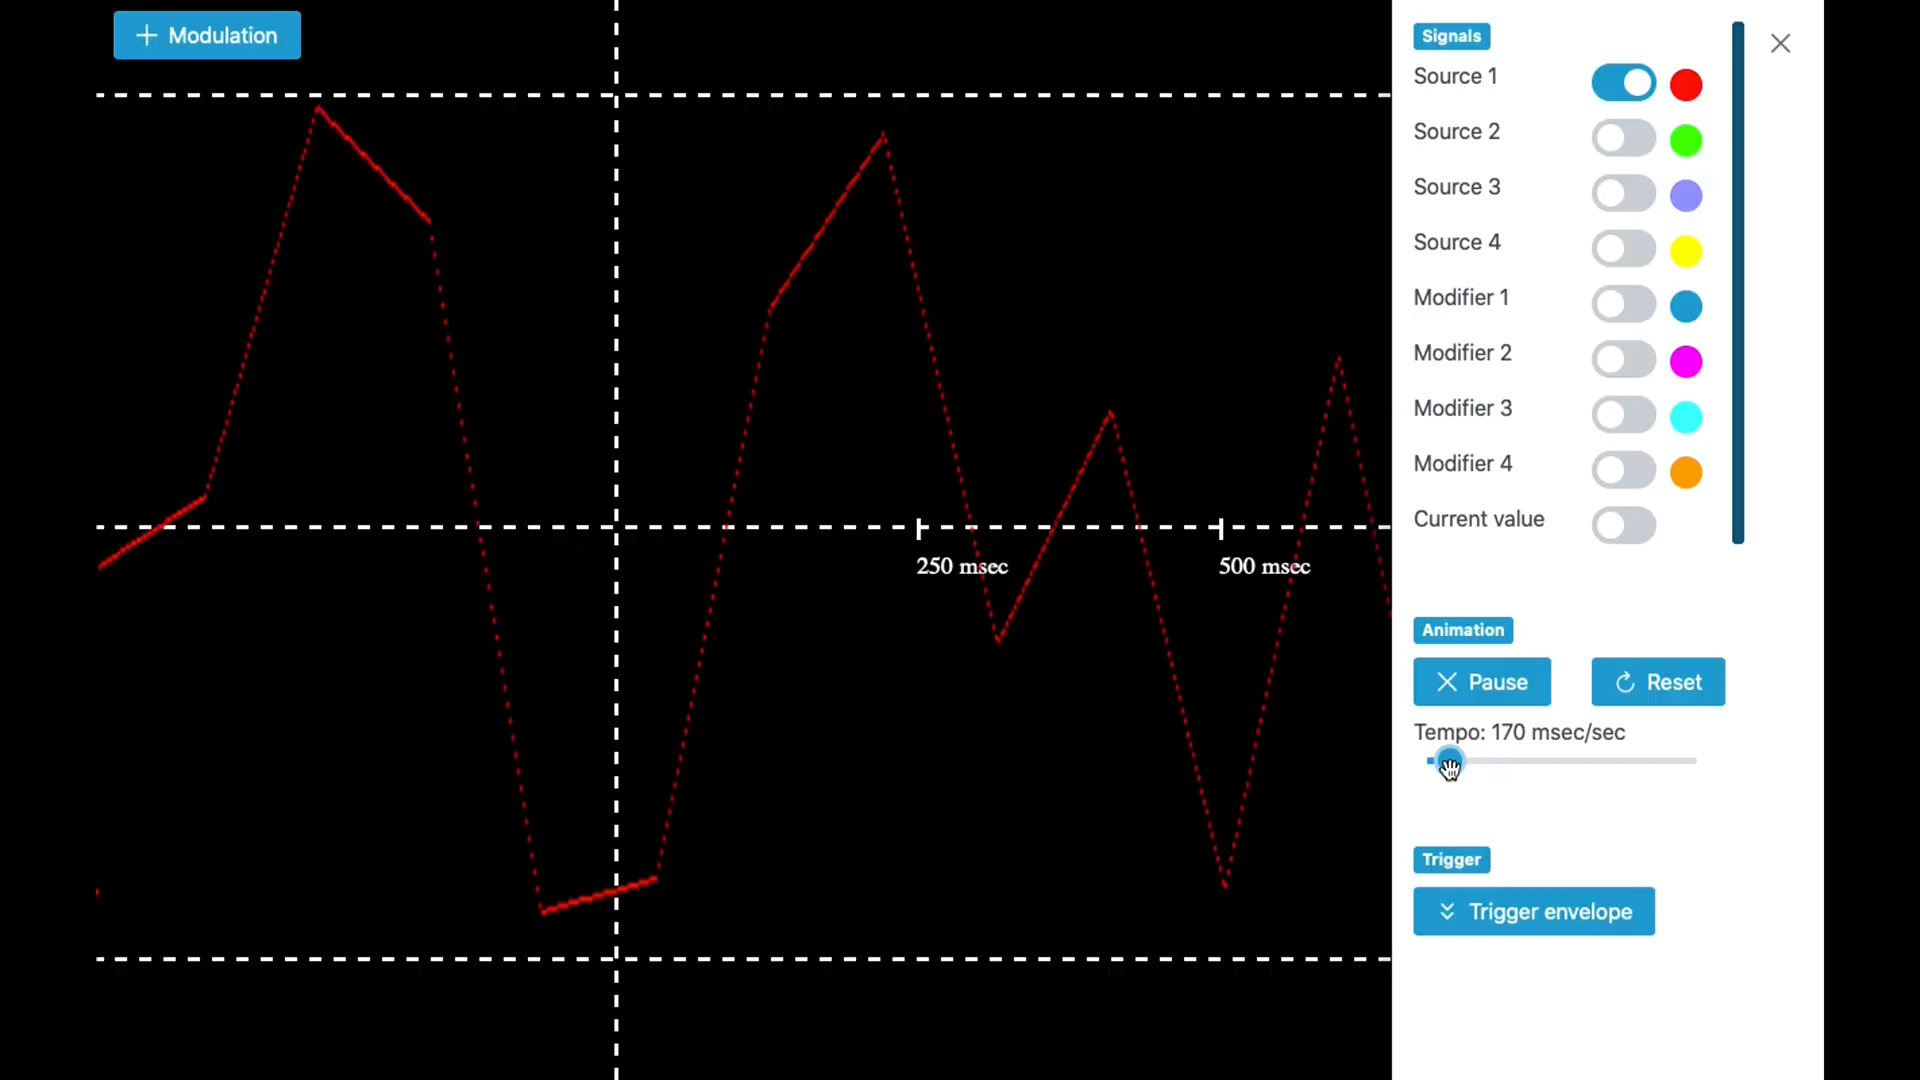 Modulation
250 msec
500 msec
Signals
Source 1
Source 2
Source 3
Source 4
Modifier 1
Modifier 2
Modifier 3
Modifier 4
Current value
Animation
Pause
Reset
Tempo: 170 msec/sec
Trigger
Trigger envelope